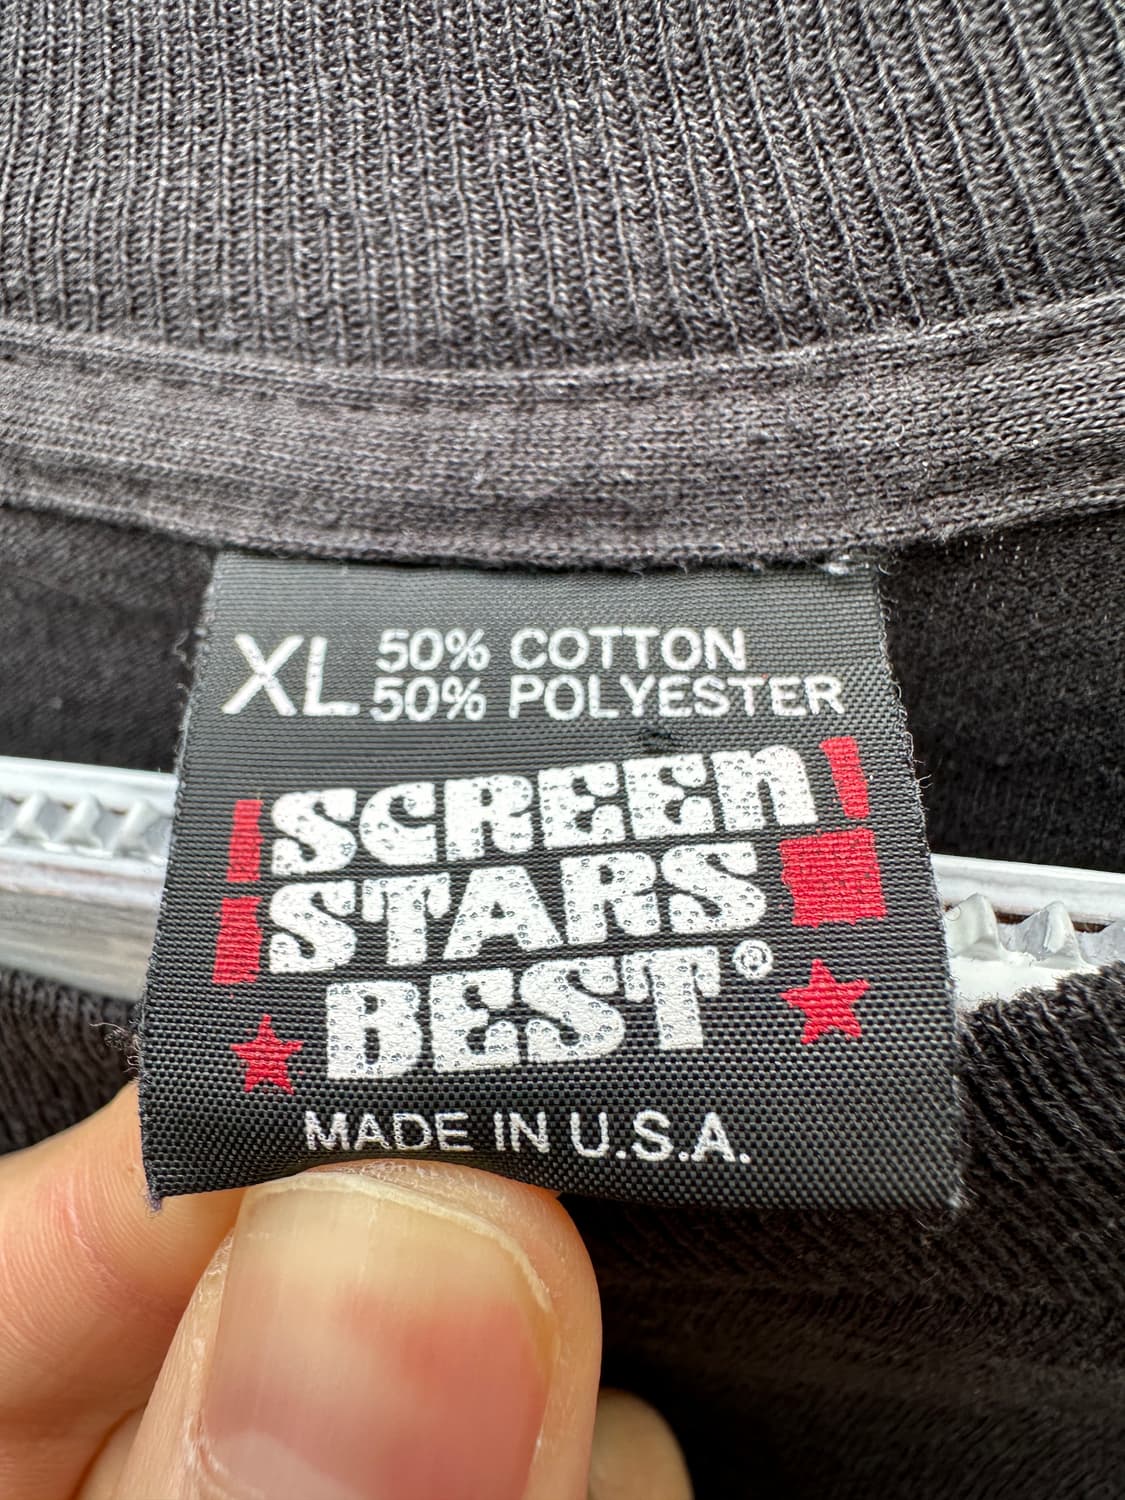 XL 50% COTTON
50% POLYESTER
SCREEN
STARS
BEST®
MADE IN U.S.A.